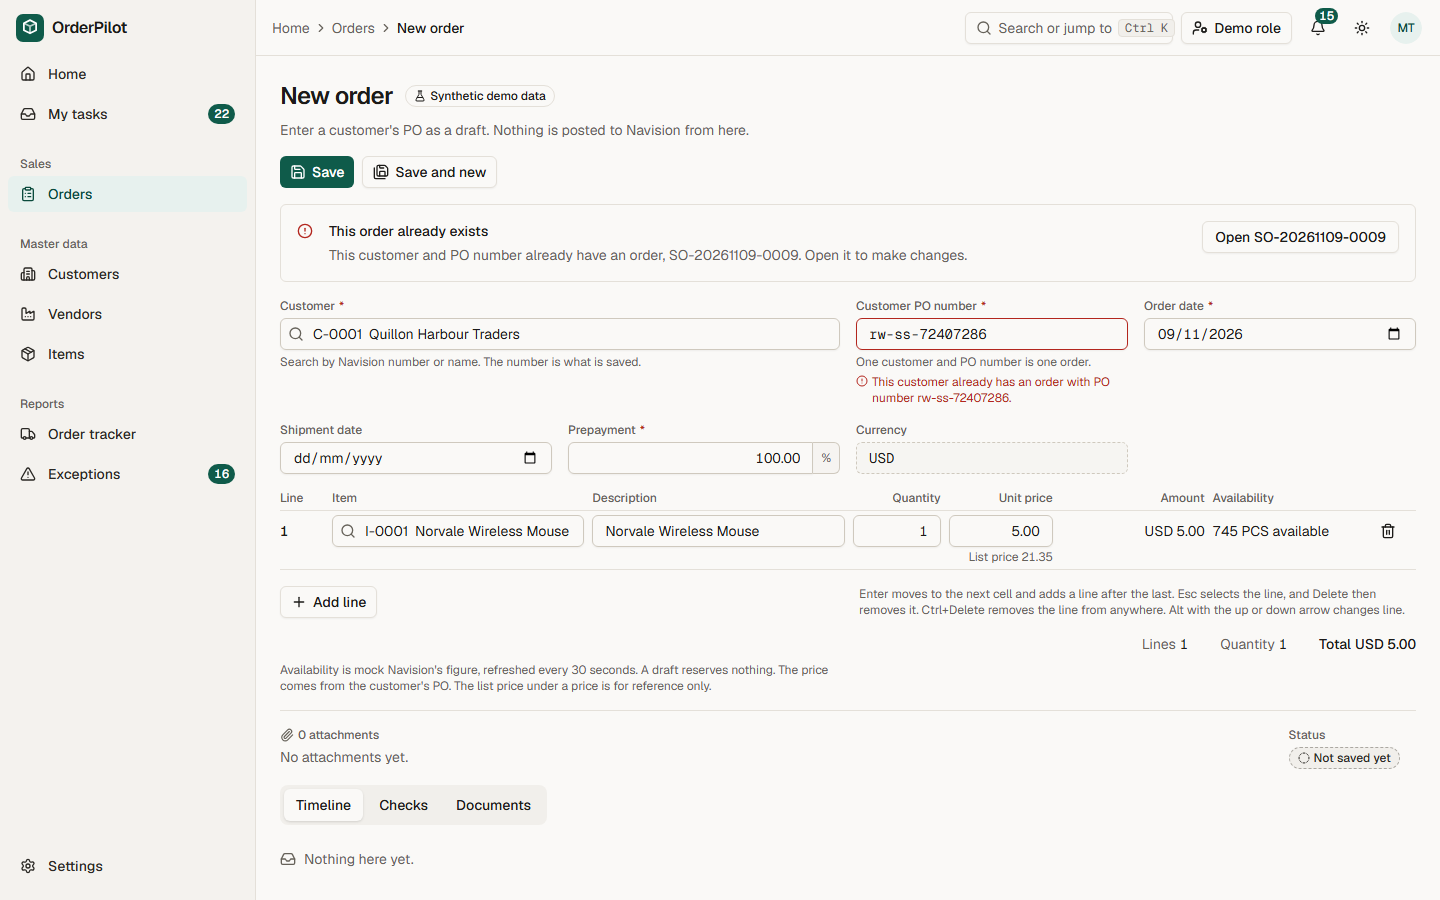 OrderPilot
Home
My tasks 22
Sales
Orders
Master data
Customers
Vendors
Items
Reports
Order tracker
Exceptions 16
Settings
Home > Orders > New order
Search or jump to Ctrl K
Demo role
15
MT
New order
Synthetic demo data
Enter a customer's PO as a draft. Nothing is posted to Navision from here.
Save
Save and new
This order already exists
This customer and PO number already have an order, SO-20261109-0009. Open it to make changes.
Open SO-20261109-0009
Customer *
C-0001 Quillon Harbour Traders
Search by Navision number or name. The number is what is saved.
Customer PO number *
rw-ss-72407286
One customer and PO number is one order.
This customer already has an order with PO
number rw-ss-72407286.
Order date *
09/11/2026
Shipment date
dd/mm/yyyy
Prepayment *
100.00 %
Currency
USD
Line Item Description Quantity Unit price Amount Availability
1 I-0001 Norvale Wireless Mouse Norvale Wireless Mouse 1 5.00 USD 5.00 745 PCS available
List price 21.35
Add line
Enter moves to the next cell and adds a line after the last. Esc selects the line, and Delete then
removes it. Ctrl+Delete removes the line from anywhere. Alt with the up or down arrow changes line.
Lines 1 Quantity 1 Total USD 5.00
Availability is mock Navision's figure, refreshed every 30 seconds. A draft reserves nothing. The price
comes from the customer's PO. The list price under a price is for reference only.
0 attachments
No attachments yet.
Status
Not saved yet
Timeline Checks Documents
Nothing here yet.